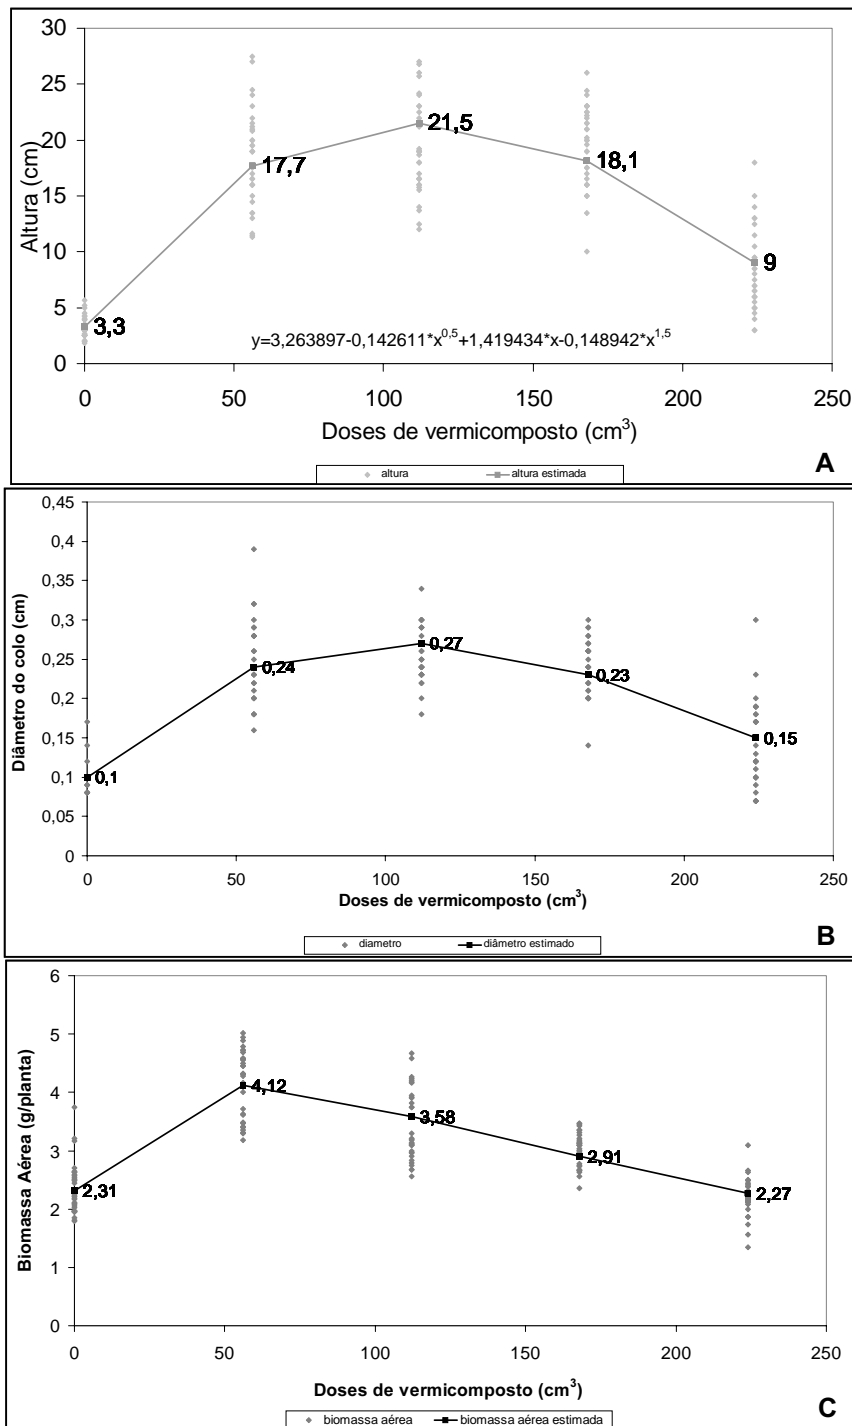 30
25
20
15
10
5
0
Altura (cm)
3,3
17,7
21,5
18,1
9
y=3,263897-0,142611*x^0,5+1,419434*x-0,148942*x^1,5
0 50 100 150 200 250
Doses de vermicomposto (cm³)
A
altura altura estimada
0,45
0,4
0,35
0,3
0,25
0,2
0,15
0,1
0,05
0
Diâmetro do colo (cm)
0,1
0,24
0,27
0,23
0,15
0 50 100 150 200 250
Doses de vermicomposto (cm³)
B
diametro diâmetro estimado
6
5
4
3
2
1
0
Biomassa Aérea (g/planta)
2,31
4,12
3,58
2,91
2,27
0 50 100 150 200 250
Doses de vermicomposto (cm³)
C
biomassa aérea biomassa aérea estimada